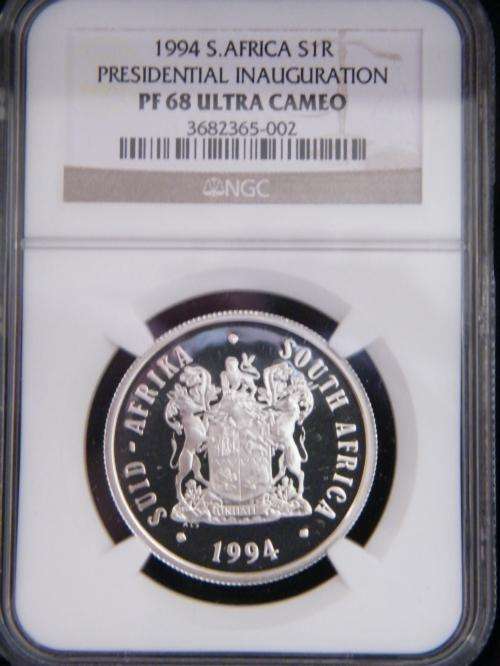 1994 S.AFRICA S1R
PRESIDENTIAL INAUGURATION
PF 68 ULTRA CAMEO
3682365-002
NGC
SUID-AFRIKA • SOUTH AFRICA
• 1994 •